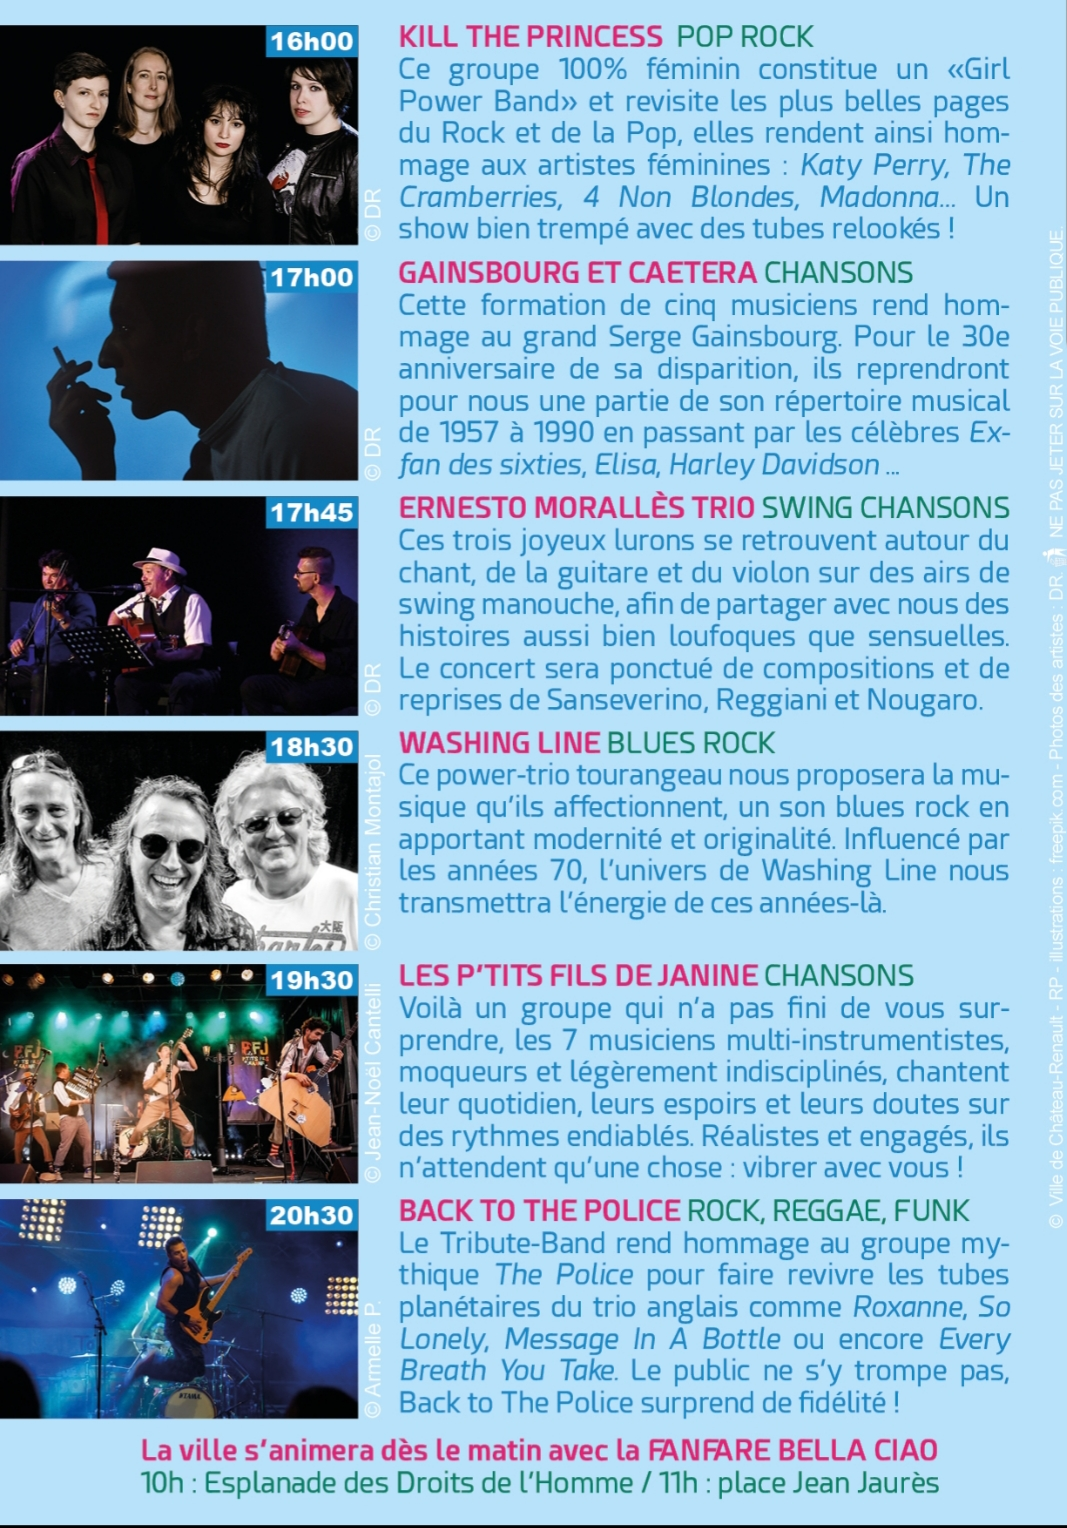 16h00
© DR
KILL THE PRINCESS POP ROCK
Ce groupe 100% féminin constitue un «Girl
Power Band» et revisite les plus belles pages
du Rock et de la Pop, elles rendent ainsi hom-
mage aux artistes féminines : Katy Perry, The
Cramberries, 4 Non Blondes, Madonna... Un
show bien trempé avec des tubes relookés !
17h00
© DR
GAINSBOURG ET CAETERA CHANSONS
Cette formation de cinq musiciens rend hom-
mage au grand Serge Gainsbourg. Pour le 30e
anniversaire de sa disparition, ils reprendront
pour nous une partie de son répertoire musical
de 1957 à 1990 en passant par les célèbres Ex-
fan des sixties, Elisa, Harley Davidson ...
17h45
© DR
ERNESTO MORALLÈS TRIO SWING CHANSONS
Ces trois joyeux lurons se retrouvent autour du
chant, de la guitare et du violon sur des airs de
swing manouche, afin de partager avec nous des
histoires aussi bien loufoques que sensuelles.
Le concert sera ponctué de compositions et de
reprises de Sanseverino, Reggiani et Nougaro.
18h30
大阪
© Christian Montajol
WASHING LINE BLUES ROCK
Ce power-trio tourangeau nous proposera la mu-
sique qu'ils affectionnent, un son blues rock en
apportant modernité et originalité. Influencé par
les années 70, l'univers de Washing Line nous
transmettra l'énergie de ces années-là.
19h30
PFJ
© Jean-Noël Cantelli
LES P'TITS FILS DE JANINE CHANSONS
Voilà un groupe qui n'a pas fini de vous sur-
prendre, les 7 musiciens multi-instrumentistes,
moqueurs et légèrement indisciplinés, chantent
leur quotidien, leurs espoirs et leurs doutes sur
des rythmes endiablés. Réalistes et engagés, ils
n'attendent qu'une chose : vibrer avec vous !
20h30
TAMA
© Armelle P.
BACK TO THE POLICE ROCK, REGGAE, FUNK
Le Tribute-Band rend hommage au groupe my-
thique The Police pour faire revivre les tubes
planétaires du trio anglais comme Roxanne, So
Lonely, Message In A Bottle ou encore Every
Breath You Take. Le public ne s'y trompe pas,
Back to The Police surprend de fidélité !
La ville s'animera dès le matin avec la FANFARE BELLA CIAO
10h : Esplanade des Droits de l'Homme / 11h : place Jean Jaurès
© Ville de Château-Renault - RP - illustrations : freepik.com - Photos des artistes : DR. NE PAS JETER SUR LA VOIE PUBLIQUE.